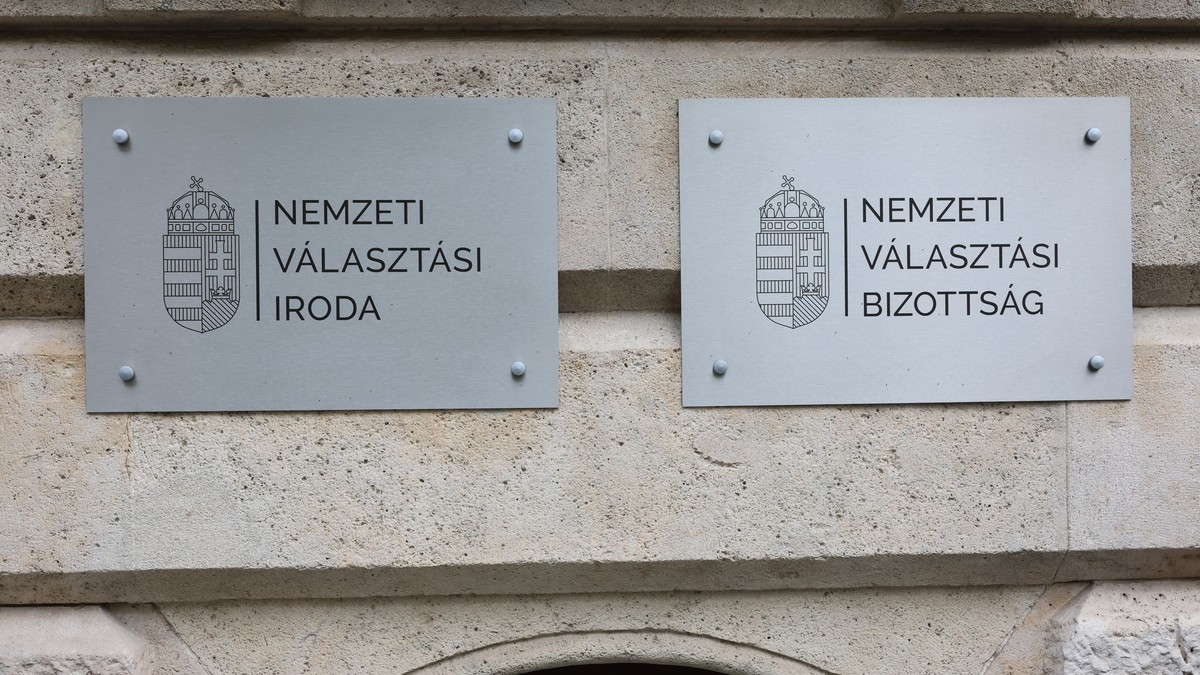 NEMZETI
VÁLASZTÁSI
IRODA
NEMZETI
VÁLASZTÁSI
BIZOTTSÁG